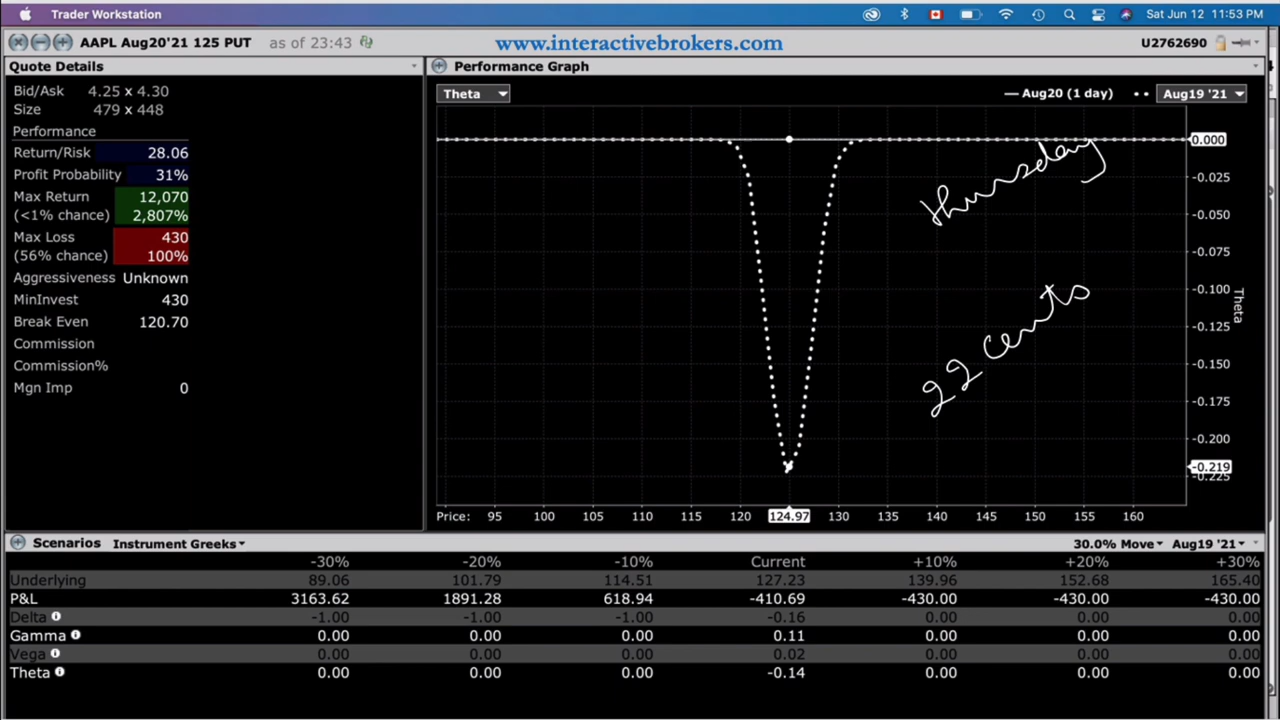 Trader Workstation
Sat Jun 12 11:53 PM
AAPL Aug20'21 125 PUT as of 23:43
www.interactivebrokers.com
U2762690
Quote Details
Bid/Ask 4.25 x 4.30
Size 479 x 448
Performance
Return/Risk 28.06
Profit Probability 31%
Max Return 12,070
(<1% chance) 2,807%
Max Loss 430
(56% chance) 100%
Aggressiveness Unknown
MinInvest 430
Break Even 120.70
Commission
Commission%
Mgn Imp 0
Performance Graph
Theta
Aug20 (1 day)
Aug19 '21
0.000
-0.025
-0.050
-0.075
-0.100
-0.125
-0.150
-0.175
-0.200
-0.219
-0.225
Theta
Thursday
22 cents
Price: 95 100 105 110 115 120 124.97 130 135 140 145 150 155 160
Scenarios Instrument Greeks
30.0% Move Aug19 '21
-30% -20% -10% Current +10% +20% +30%
Underlying 89.06 101.79 114.51 127.23 139.96 152.68 165.40
P&L 3163.62 1891.28 618.94 -410.69 -430.00 -430.00 -430.00
Delta -1.00 -1.00 -1.00 -0.16 0.00 0.00 0.00
Gamma 0.00 0.00 0.00 0.11 0.00 0.00 0.00
Vega 0.00 0.00 0.00 0.02 0.00 0.00 0.00
Theta 0.00 0.00 0.00 -0.14 0.00 0.00 0.00